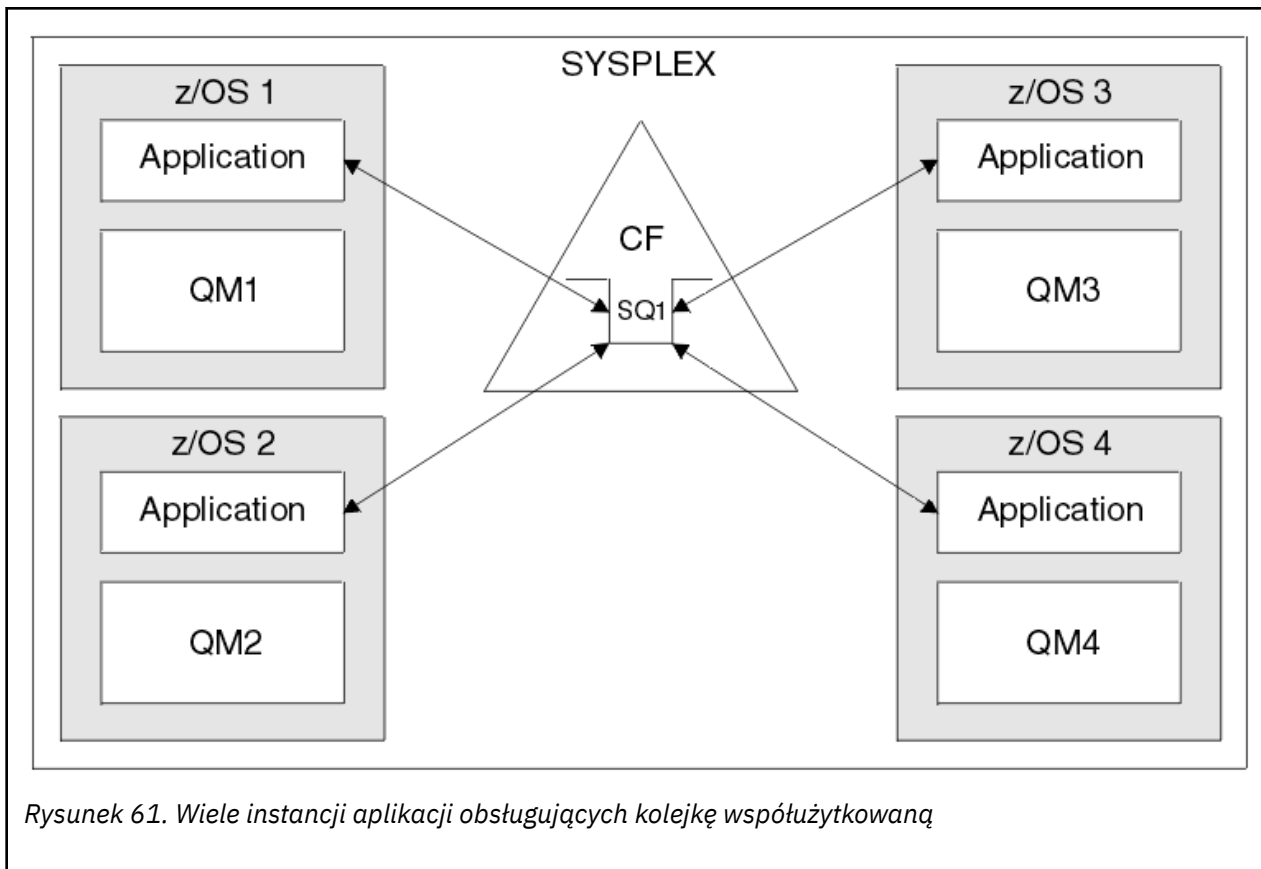 SYSPLEX
z/OS 1
Application
QM1
z/OS 2
Application
QM2
CF
SQ1
z/OS 3
Application
QM3
z/OS 4
Application
QM4
Rysunek 61. Wiele instancji aplikacji obsługujących kolejkę współużytkowaną